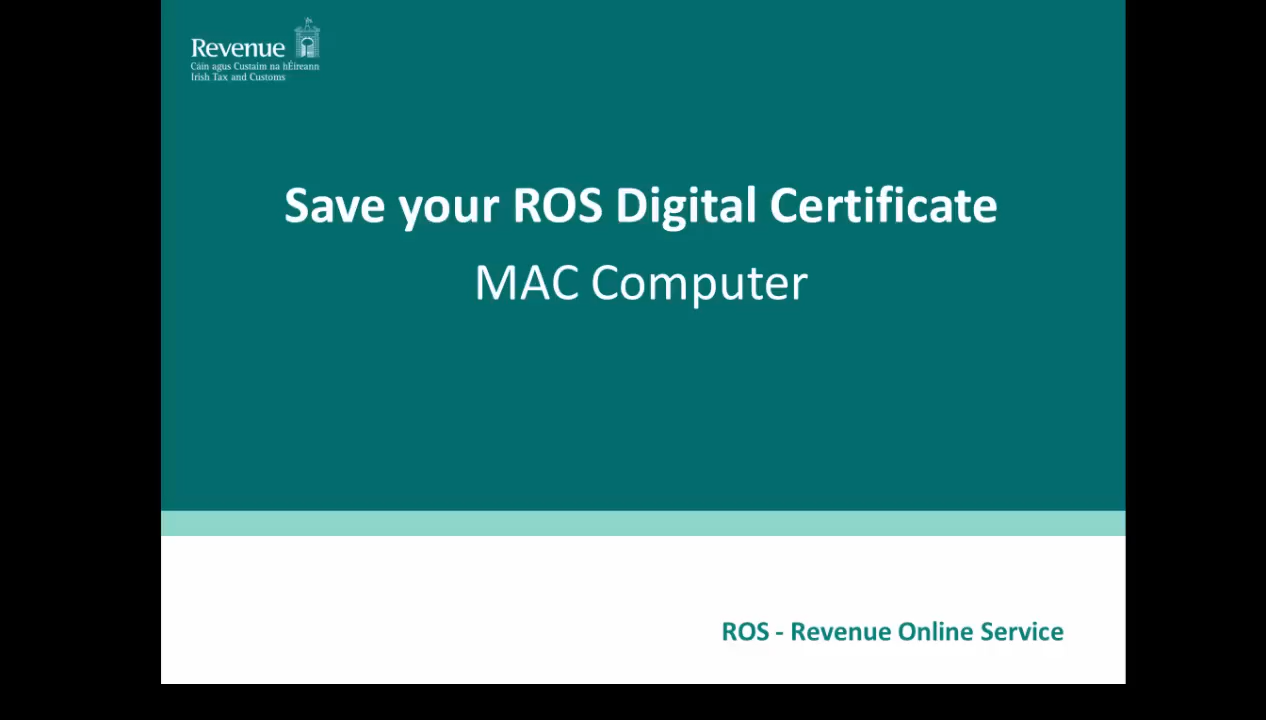 Revenue
Cáin agus Custaim na hÉireann
Irish Tax and Customs
Save your ROS Digital Certificate
MAC Computer
ROS - Revenue Online Service